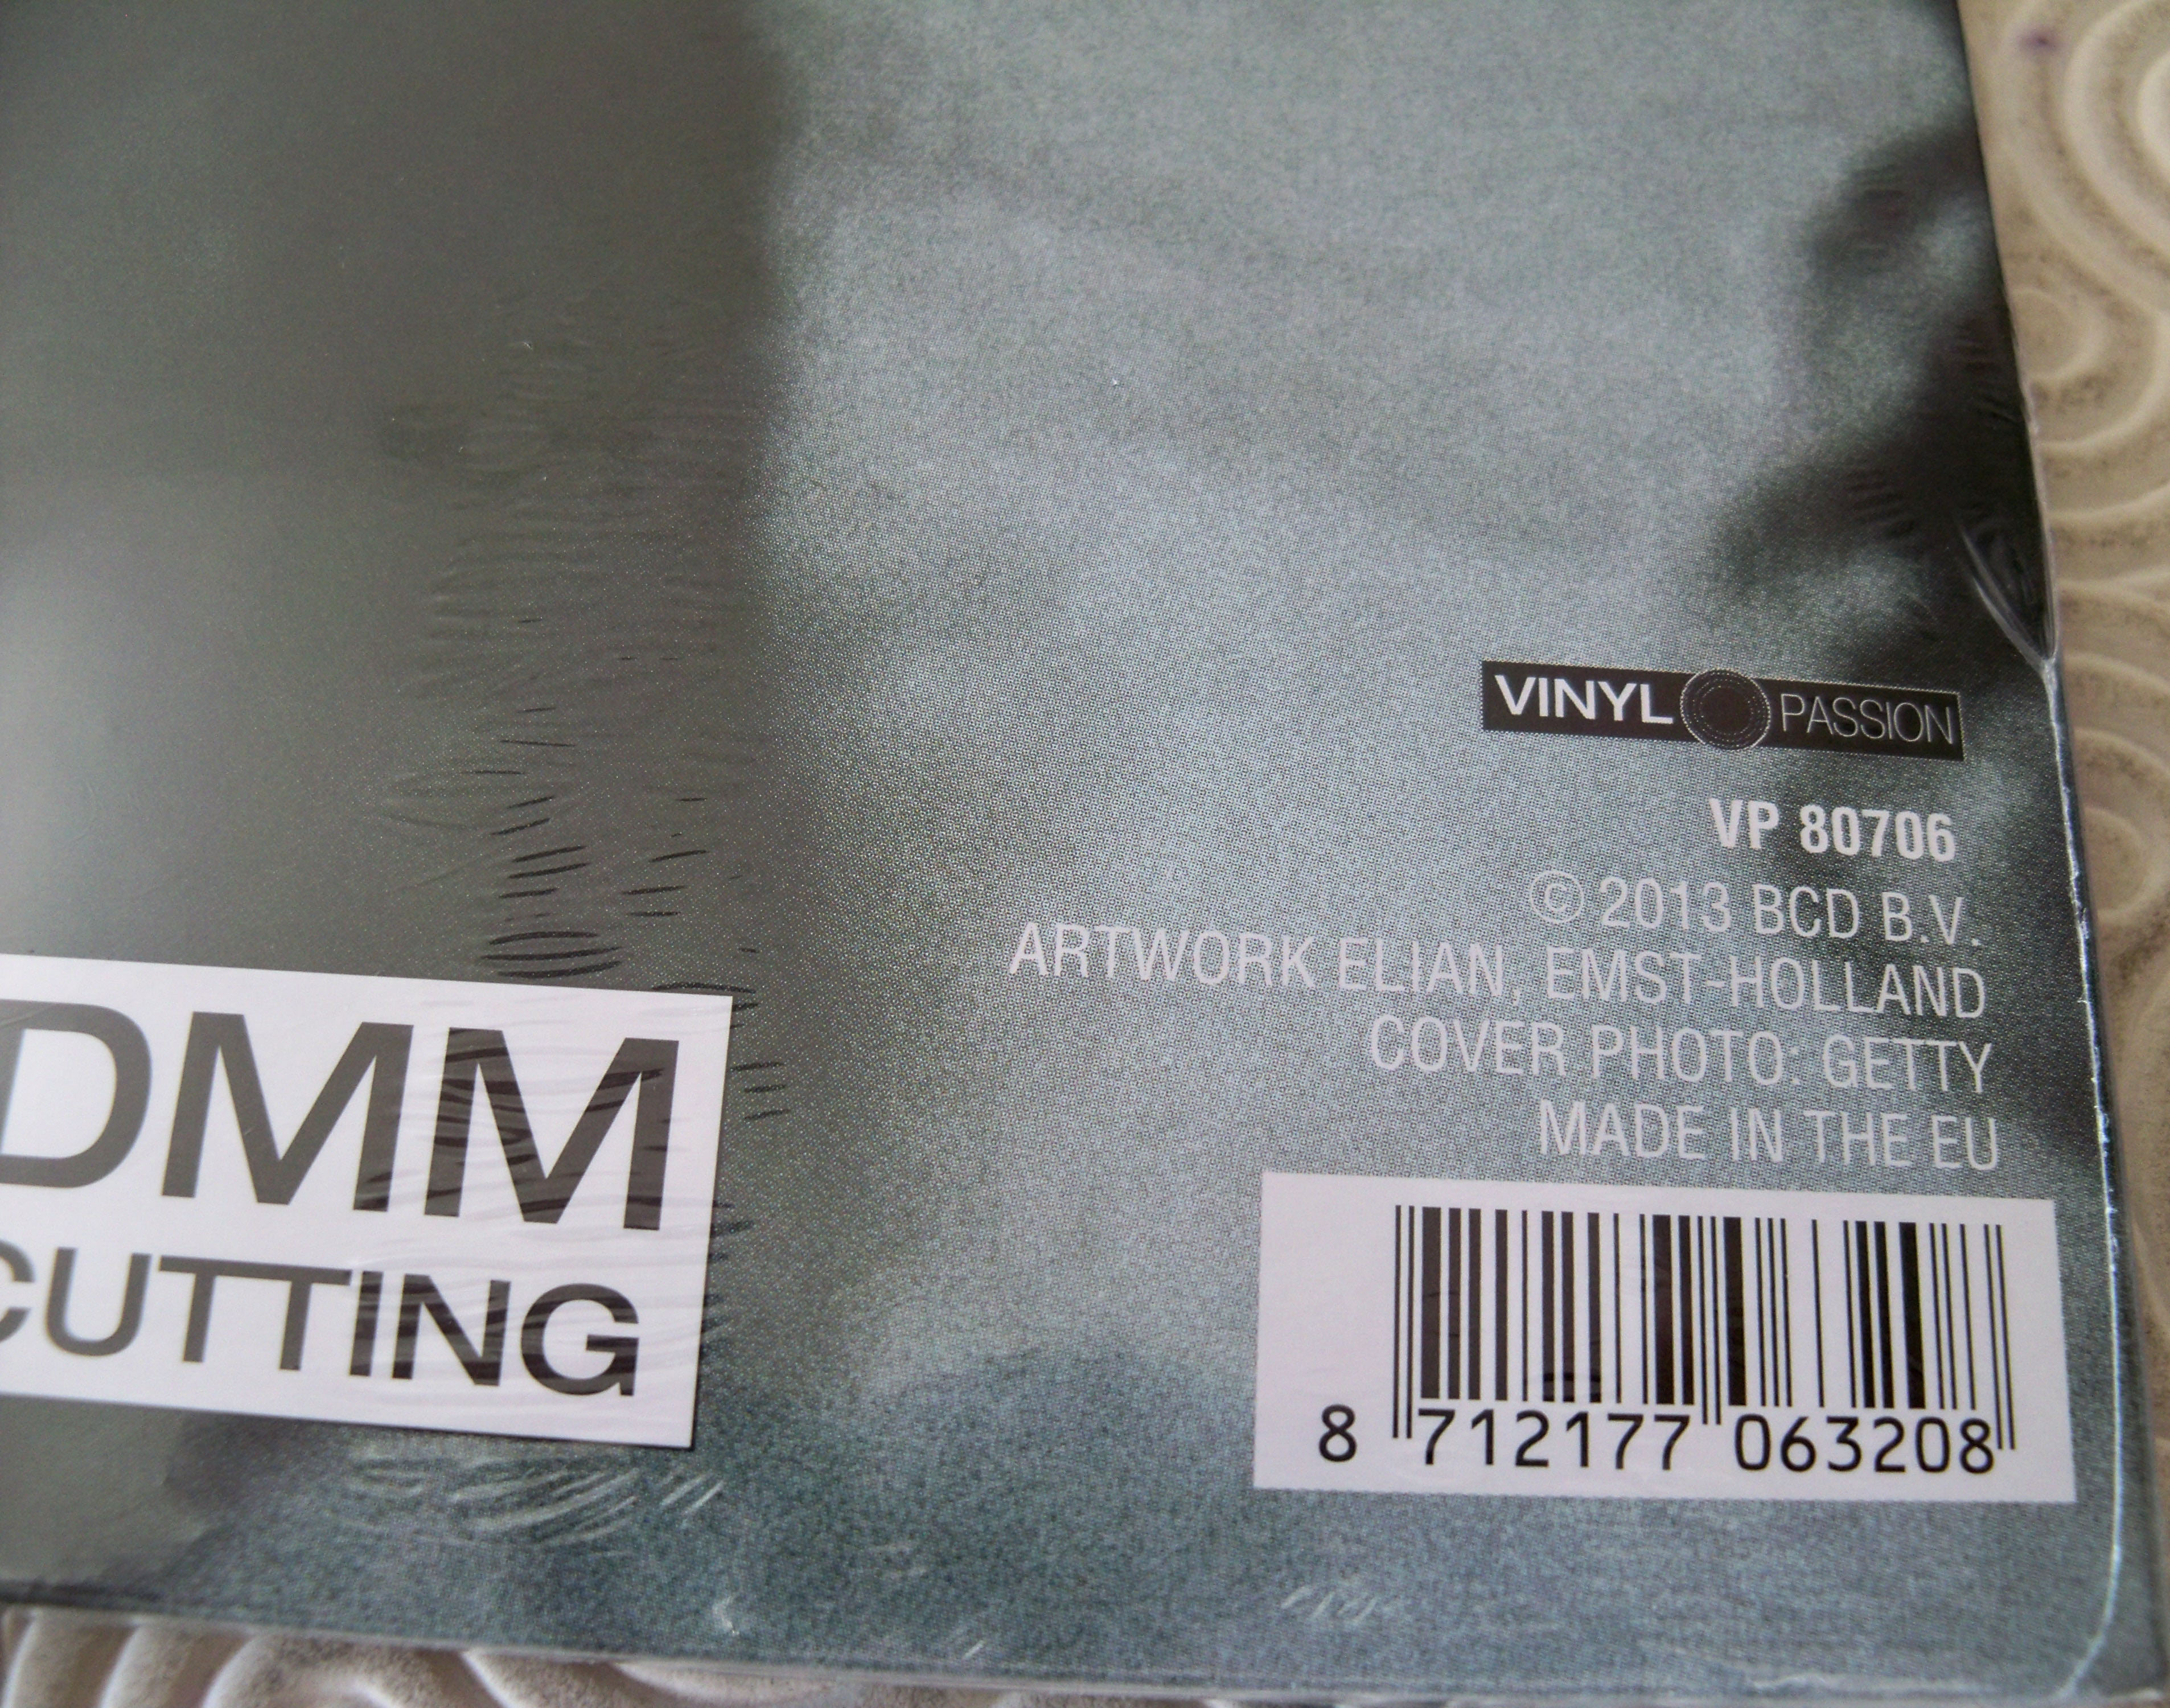 VINYL PASSION
VP 80706
© 2013 BCD B.V.
ARTWORK ELIAN, EMST-HOLLAND
COVER PHOTO: GETTY
MADE IN THE EU
DMM
CUTTING
8 712177 063208